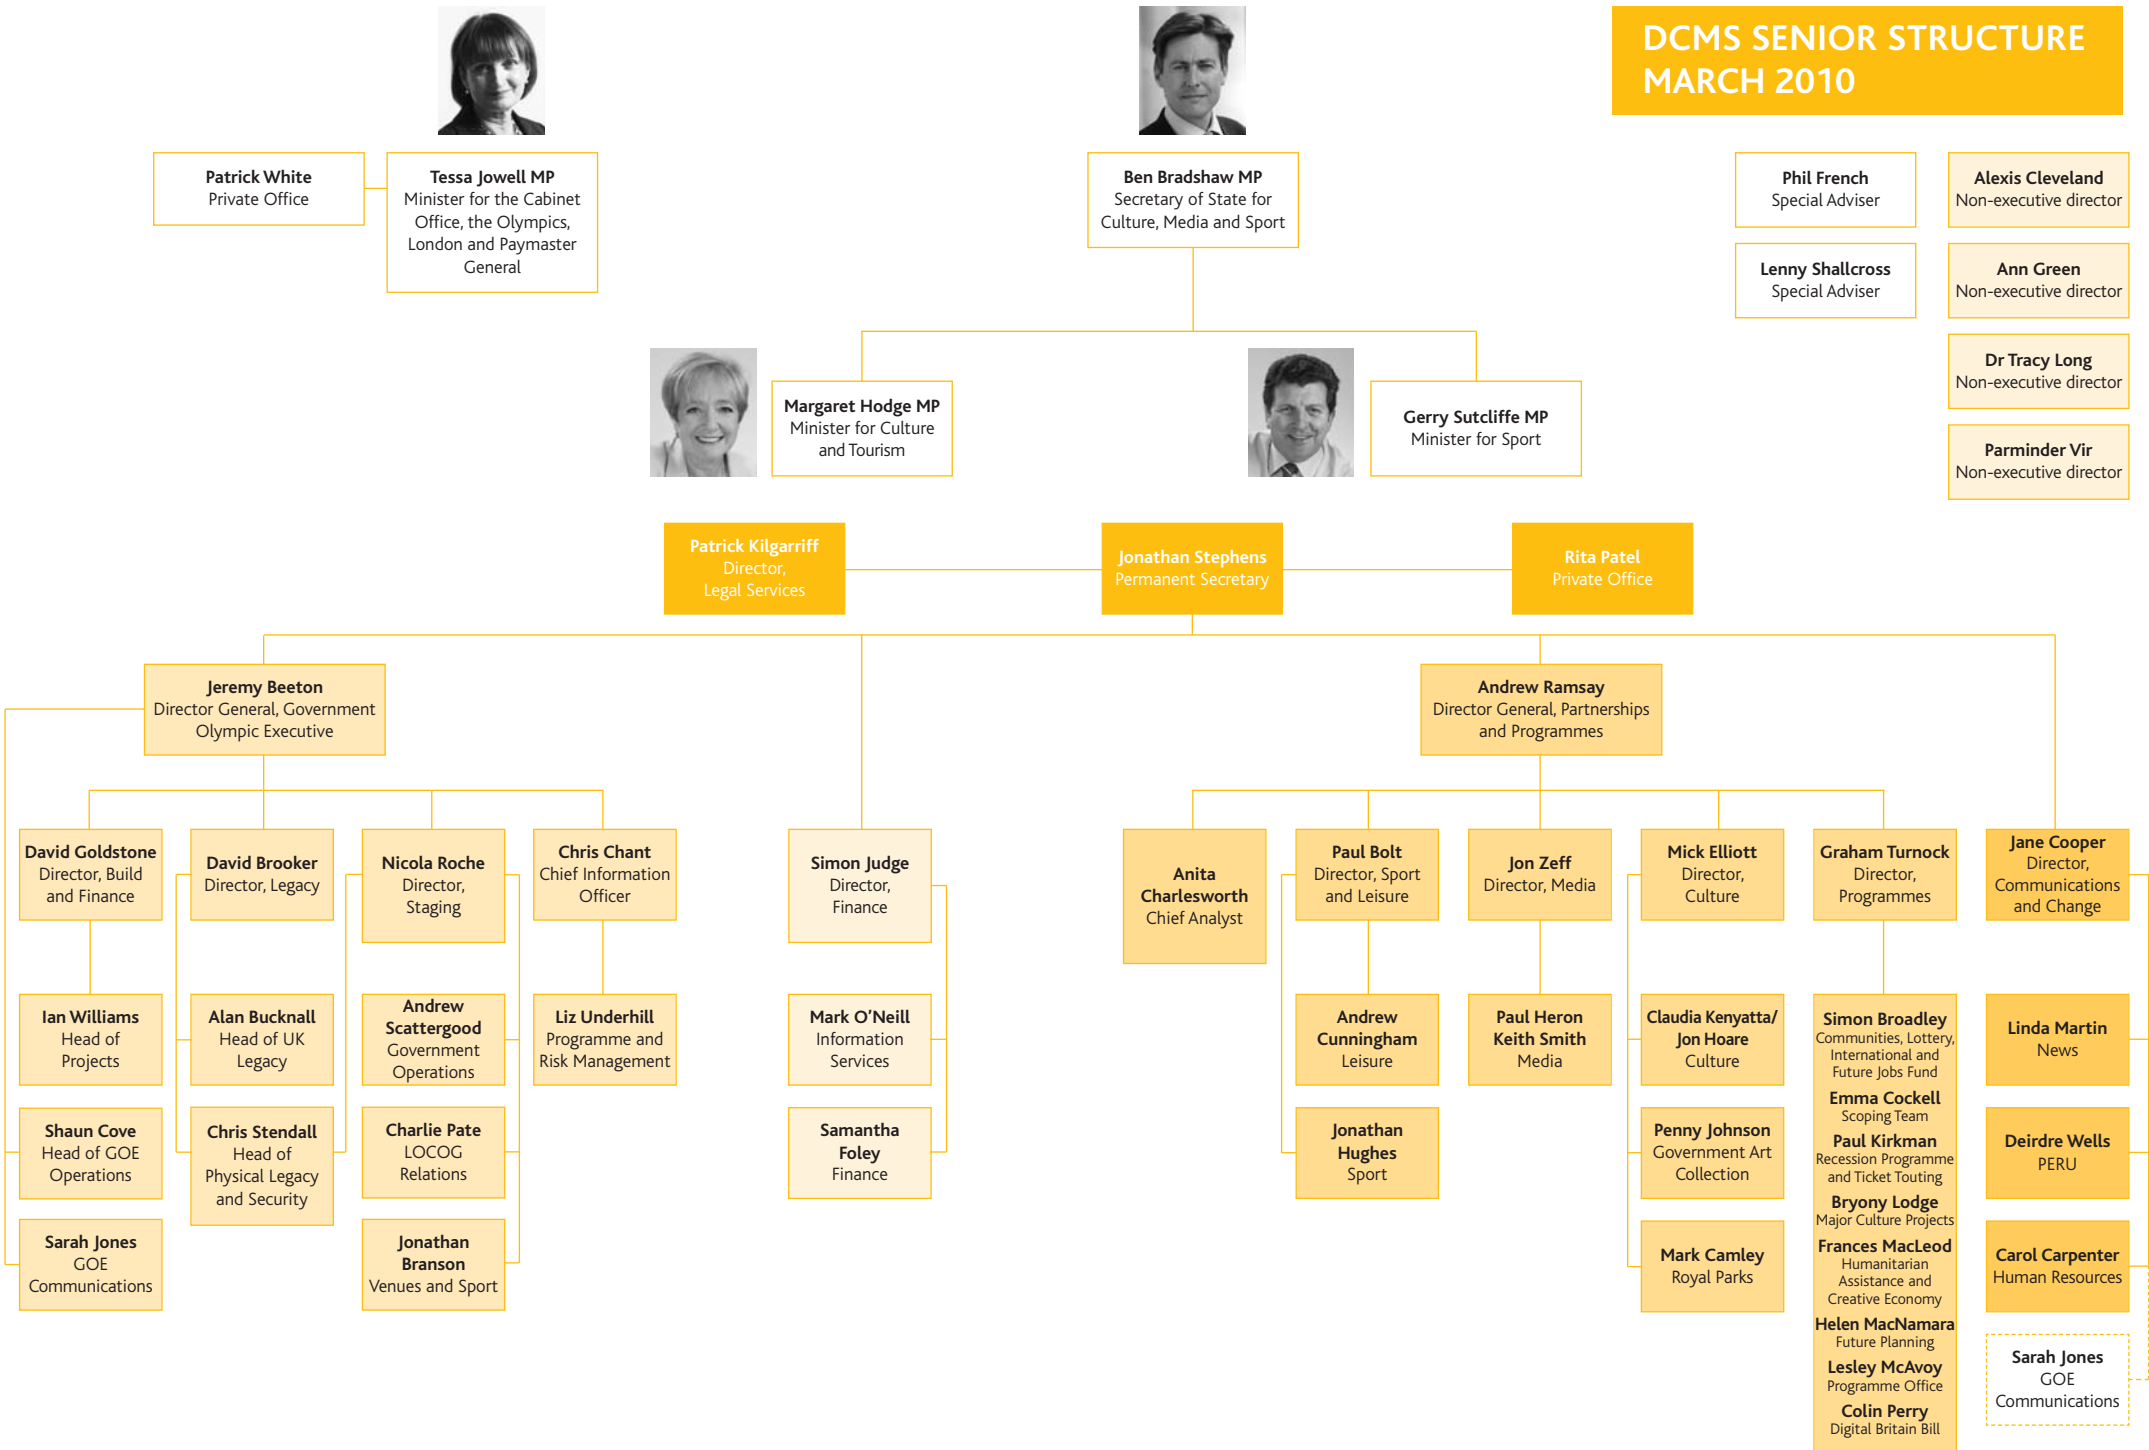 DCMS SENIOR STRUCTURE
MARCH 2010
Patrick White
Private Office
Tessa Jowell MP
Minister for the Cabinet
Office, the Olympics,
London and Paymaster
General
Ben Bradshaw MP
Secretary of State for
Culture, Media and Sport
Phil French
Special Adviser
Alexis Cleveland
Non-executive director
Lenny Shallcross
Special Adviser
Ann Green
Non-executive director
Dr Tracy Long
Non-executive director
Parminder Vir
Non-executive director
Margaret Hodge MP
Minister for Culture
and Tourism
Gerry Sutcliffe MP
Minister for Sport
Patrick Kilgarriff
Director,
Legal Services
Jonathan Stephens
Permanent Secretary
Rita Patel
Private Office
Jeremy Beeton
Director General, Government
Olympic Executive
Andrew Ramsay
Director General, Partnerships
and Programmes
David Goldstone
Director, Build
and Finance
David Brooker
Director, Legacy
Nicola Roche
Director,
Staging
Chris Chant
Chief Information
Officer
Simon Judge
Director,
Finance
Anita
Charlesworth
Chief Analyst
Paul Bolt
Director, Sport
and Leisure
Jon Zeff
Director, Media
Mick Elliott
Director,
Culture
Graham Turnock
Director,
Programmes
Jane Cooper
Director,
Communications
and Change
Ian Williams
Head of
Projects
Alan Bucknall
Head of UK
Legacy
Andrew
Scattergood
Government
Operations
Liz Underhill
Programme and
Risk Management
Mark O'Neill
Information
Services
Andrew
Cunningham
Leisure
Paul Heron
Keith Smith
Media
Claudia Kenyatta/
Jon Hoare
Culture
Simon Broadley
Communities, Lottery,
International and
Future Jobs Fund
Emma Cockell
Scoping Team
Paul Kirkman
Recession Programme
and Ticket Touting
Bryony Lodge
Major Culture Projects
Frances MacLeod
Humanitarian
Assistance and
Creative Economy
Helen MacNamara
Future Planning
Lesley McAvoy
Programme Office
Colin Perry
Digital Britain Bill
Linda Martin
News
Shaun Cove
Head of GOE
Operations
Chris Stendall
Head of
Physical Legacy
and Security
Charlie Pate
LOCOG
Relations
Samantha
Foley
Finance
Jonathan
Hughes
Sport
Penny Johnson
Government Art
Collection
Deirdre Wells
PERU
Sarah Jones
GOE
Communications
Jonathan
Branson
Venues and Sport
Mark Camley
Royal Parks
Carol Carpenter
Human Resources
Sarah Jones
GOE
Communications